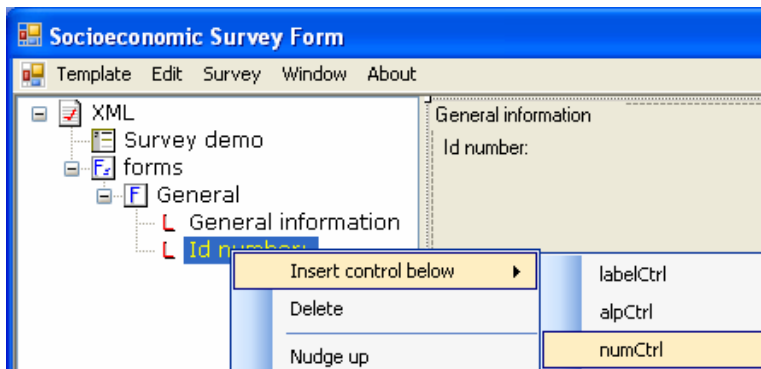 Socioeconomic Survey Form
Template Edit Survey Window About
XML
Survey demo
forms
General
General information
Id number:
General information
Id number:
Insert control below
Delete
Nudge up
labelCtrl
alpCtrl
numCtrl